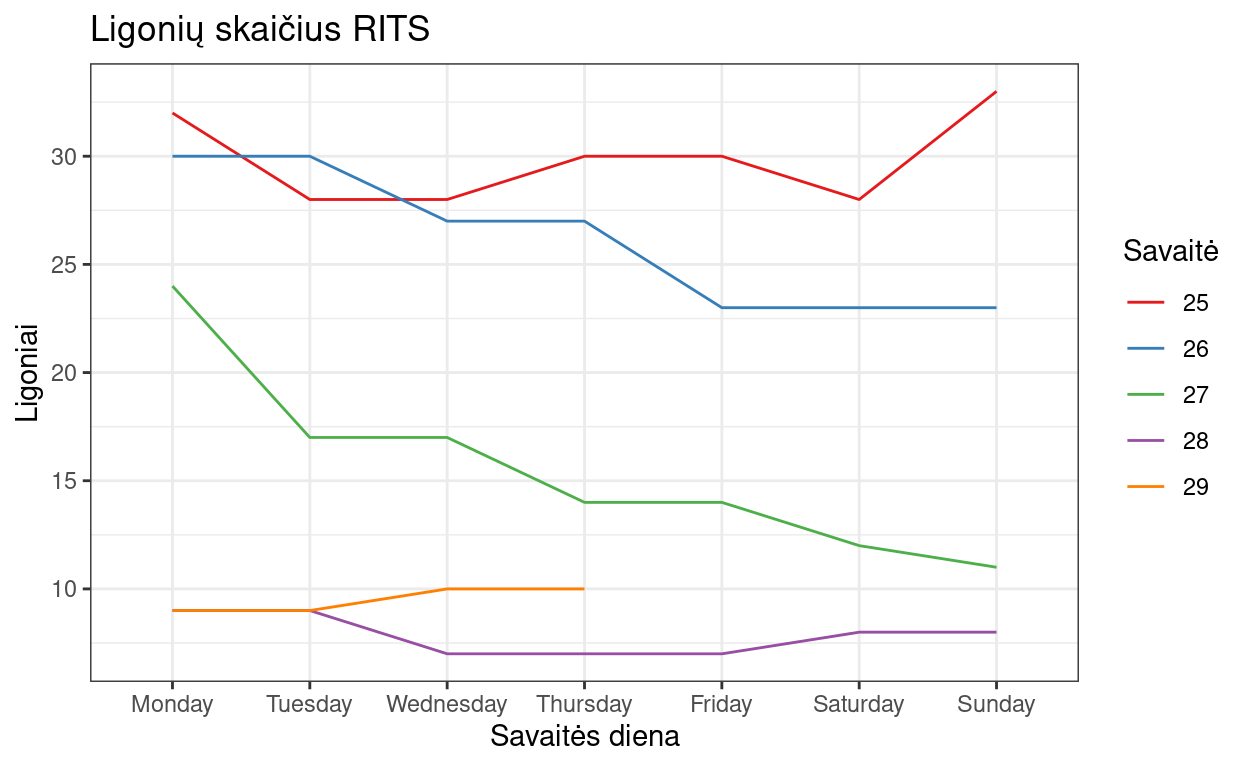 Ligonių skaičius RITS
Ligoniai
30
25
20
15
10
Monday Tuesday Wednesday Thursday Friday Saturday Sunday
Savaitės diena
Savaitė
25
26
27
28
29